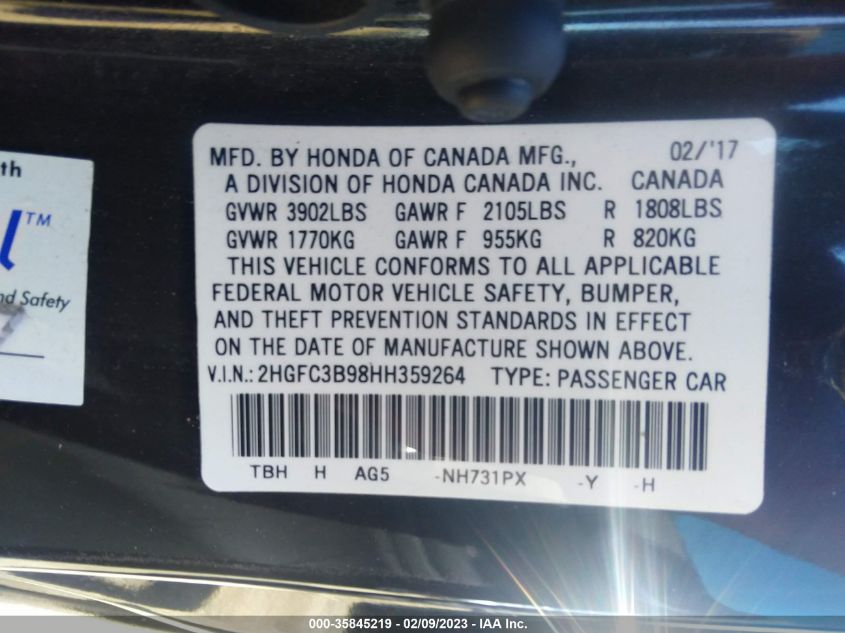 th
l™
nd Safety
MFD. BY HONDA OF CANADA MFG., 02/'17
A DIVISION OF HONDA CANADA INC. CANADA
GVWR 3902LBS GAWR F 2105LBS R 1808LBS
GVWR 1770KG GAWR F 955KG R 820KG
THIS VEHICLE CONFORMS TO ALL APPLICABLE
FEDERAL MOTOR VEHICLE SAFETY, BUMPER,
AND THEFT PREVENTION STANDARDS IN EFFECT
ON THE DATE OF MANUFACTURE SHOWN ABOVE.
V.I.N.: 2HGFC3B98HH359264 TYPE: PASSENGER CAR
TBH H AG5 -NH731PX -Y -H
000-35845219 - 02/09/2023 - IAA Inc.